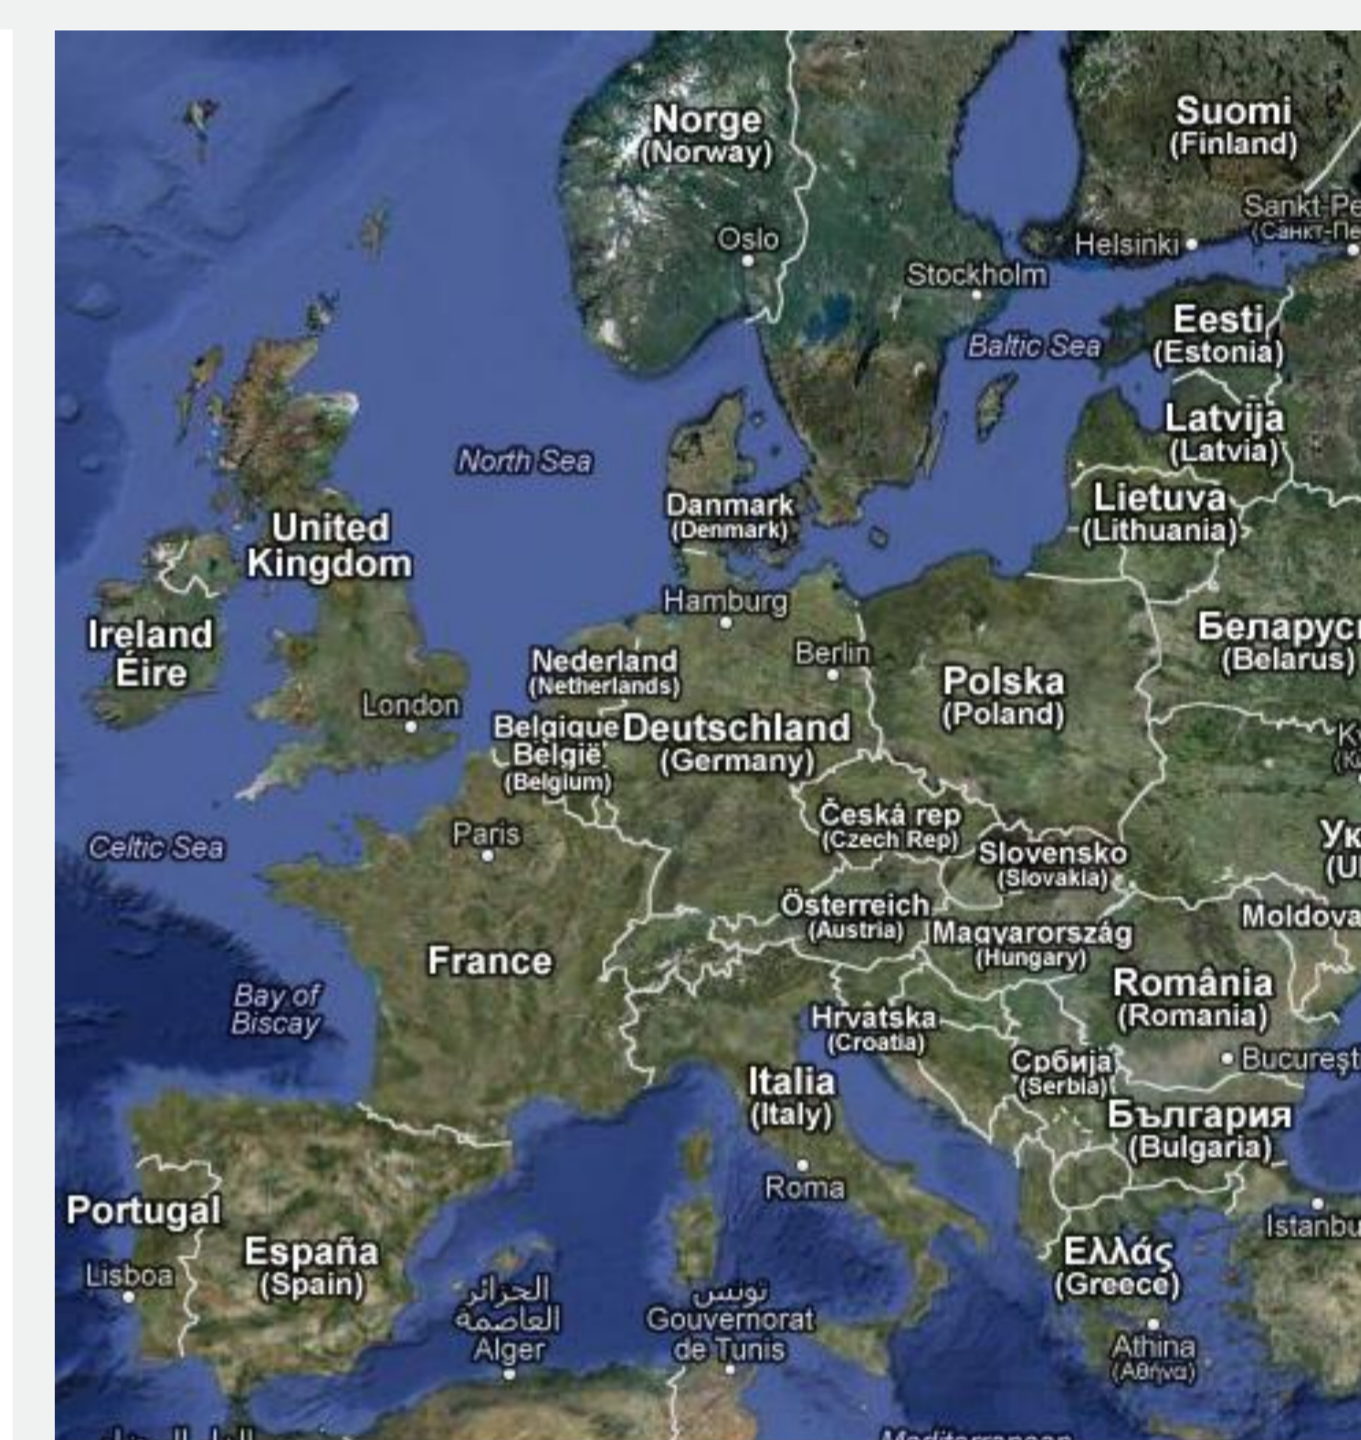 Norge
(Norway)
Suomi
(Finland)
Oslo
Helsinki
Stockholm
Eesti
(Estonia)
Baltic Sea
Latvija
(Latvia)
North Sea
Danmark
(Denmark)
Lietuva
(Lithuania)
United
Kingdom
Hamburg
Ireland
Éire
Беларус
(Belarus)
Nederland
(Netherlands)
Berlin
Polska
(Poland)
London
Belgique
België
(Belgium)
Deutschland
(Germany)
Česká rep
(Czech Rep)
Paris
Celtic Sea
Slovensko
(Slovakia)
Österreich
(Austria)
Magyarország
(Hungary)
Moldova
France
Bay of
Biscay
România
(Romania)
Hrvatska
(Croatia)
Србија
(Serbia)
Bucureşt
Italia
(Italy)
България
(Bulgaria)
Roma
Portugal
España
(Spain)
Lisboa
Istanbu
Ελλάς
(Greece)
الجزائر
العاصمة
Alger
تونس
Gouvernorat
de Tunis
Athina
(Αθήνα)